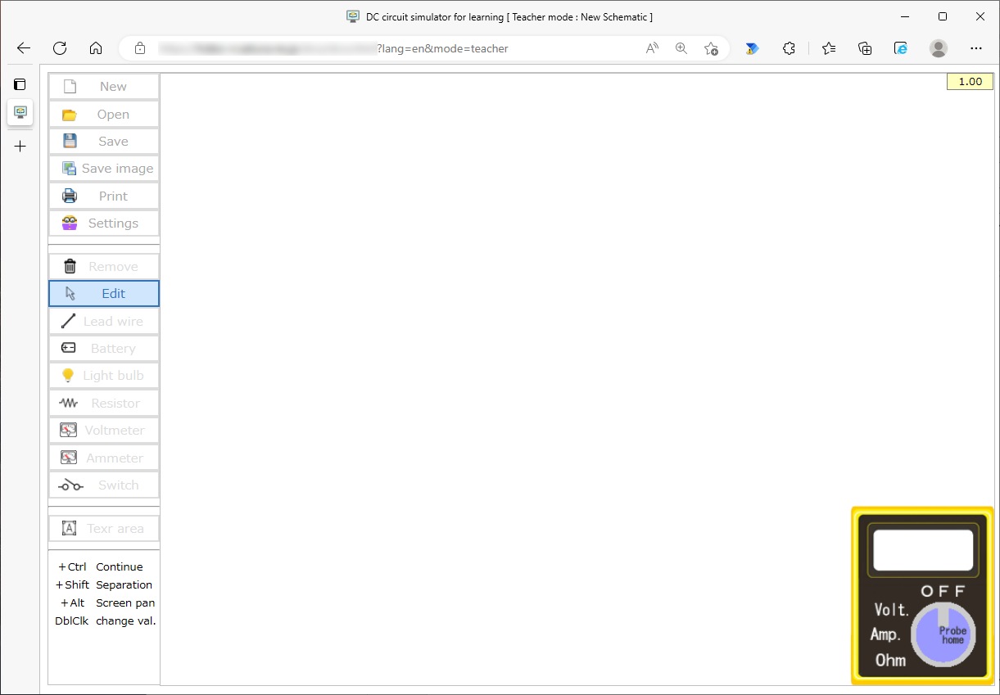 DC circuit simulator for learning [ Teacher mode : New Schematic ]
?lang=en&mode=teacher
New
1.00
Open
Save
Save image
Print
Settings
Remove
Edit
Lead wire
Battery
Light bulb
Resistor
Voltmeter
Ammeter
Switch
Texr area
+Ctrl Continue
+Shift Separation
+Alt Screen pan
DblClk change val.
OFF
Volt.
Amp.
Ohm
Probe
home